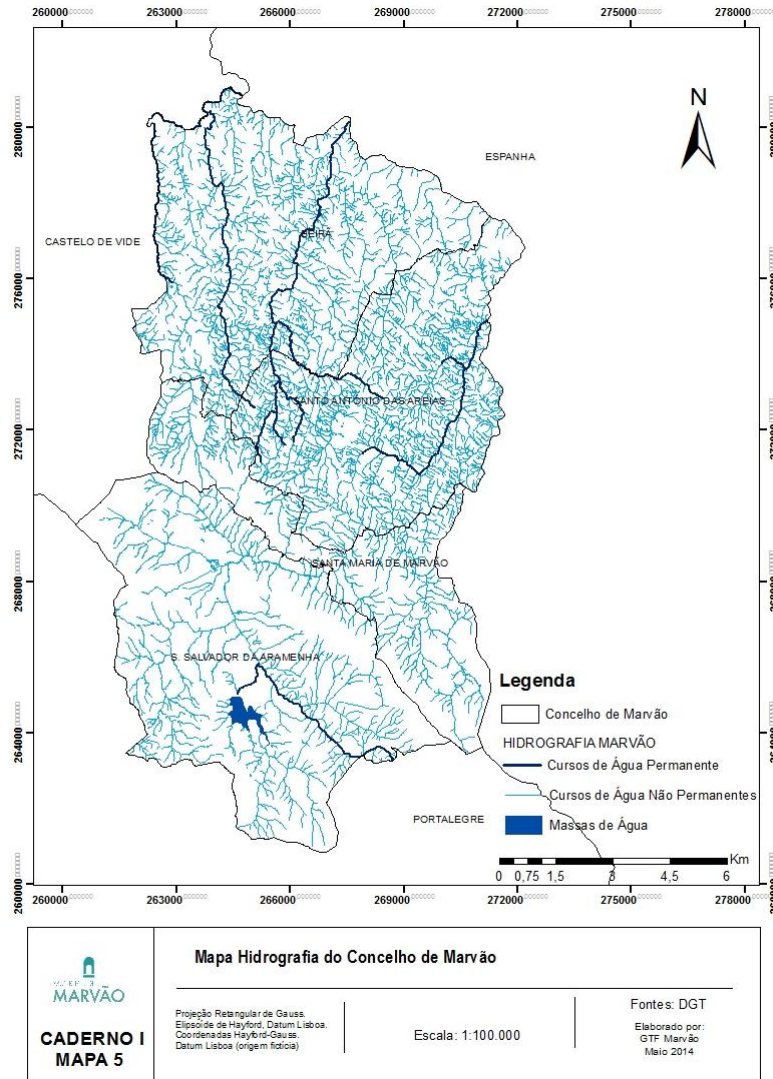 260000 263000 266000 269000 272000 275000 278000
280000
276000
272000
268000
264000
260000
N
ESPANHA
CASTELO DE VIDE
BEIRÃ
SANTO ANTÓNIO DAS AREIAS
SANTA MARIA DE MARVÃO
S. SALVADOR DA ARAMENHA
PORTALEGRE
Legenda
Concelho de Marvão
HIDROGRAFIA MARVÃO
Cursos de Água Permanente
Cursos de Água Não Permanentes
Massas de Água
Km
0 0,75 1,5 3 4,5 6
260000 263000 266000 269000 272000 275000 278000
MARVÃO
CADERNO I
MAPA 5
Mapa Hidrografia do Concelho de Marvão
Projeção Retangular de Gauss.
Elipsóide de Hayford, Datum Lisboa.
Coordenadas Hayford-Gauss.
Datum Lisboa (origem fictícia)
Escala: 1:100.000
Fontes: DGT
Elaborado por:
GTF Marvão
Maio 2014